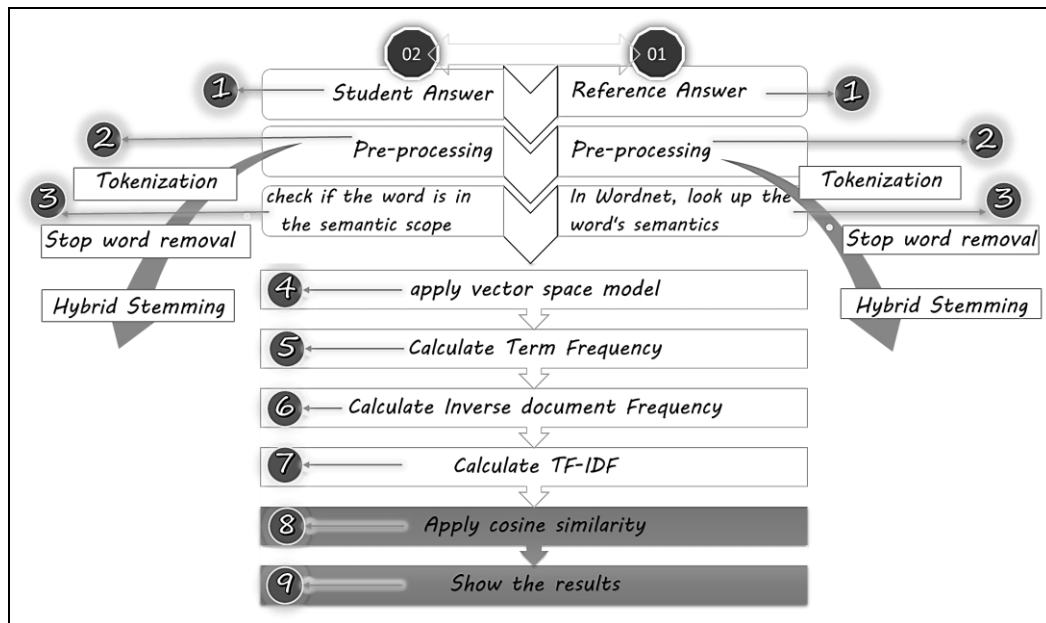 02
01
1
Student Answer
Reference Answer
1
2
Pre-processing
Pre-processing
2
Tokenization
Tokenization
3
check if the word is in
the semantic scope
In Wordnet, look up the
word's semantics
3
Stop word removal
Stop word removal
Hybrid Stemming
Hybrid Stemming
4
apply vector space model
5
Calculate Term Frequency
6
Calculate Inverse document Frequency
7
Calculate TF-IDF
8
Apply cosine similarity
9
Show the results